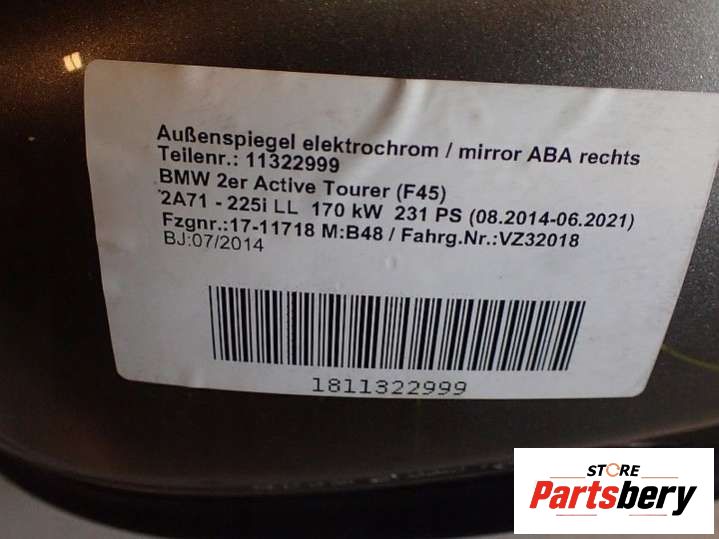 Außenspiegel elektrochrom / mirror ABA rechts
Teilenr.: 11322999
BMW 2er Active Tourer (F45)
2A71 - 225i LL 170 kW 231 PS (08.2014-06.2021)
Fzgnr.:17-11718 M:B48 / Fahrg.Nr.:VZ32018
BJ:07/2014
1811322999
STORE
Partsbery